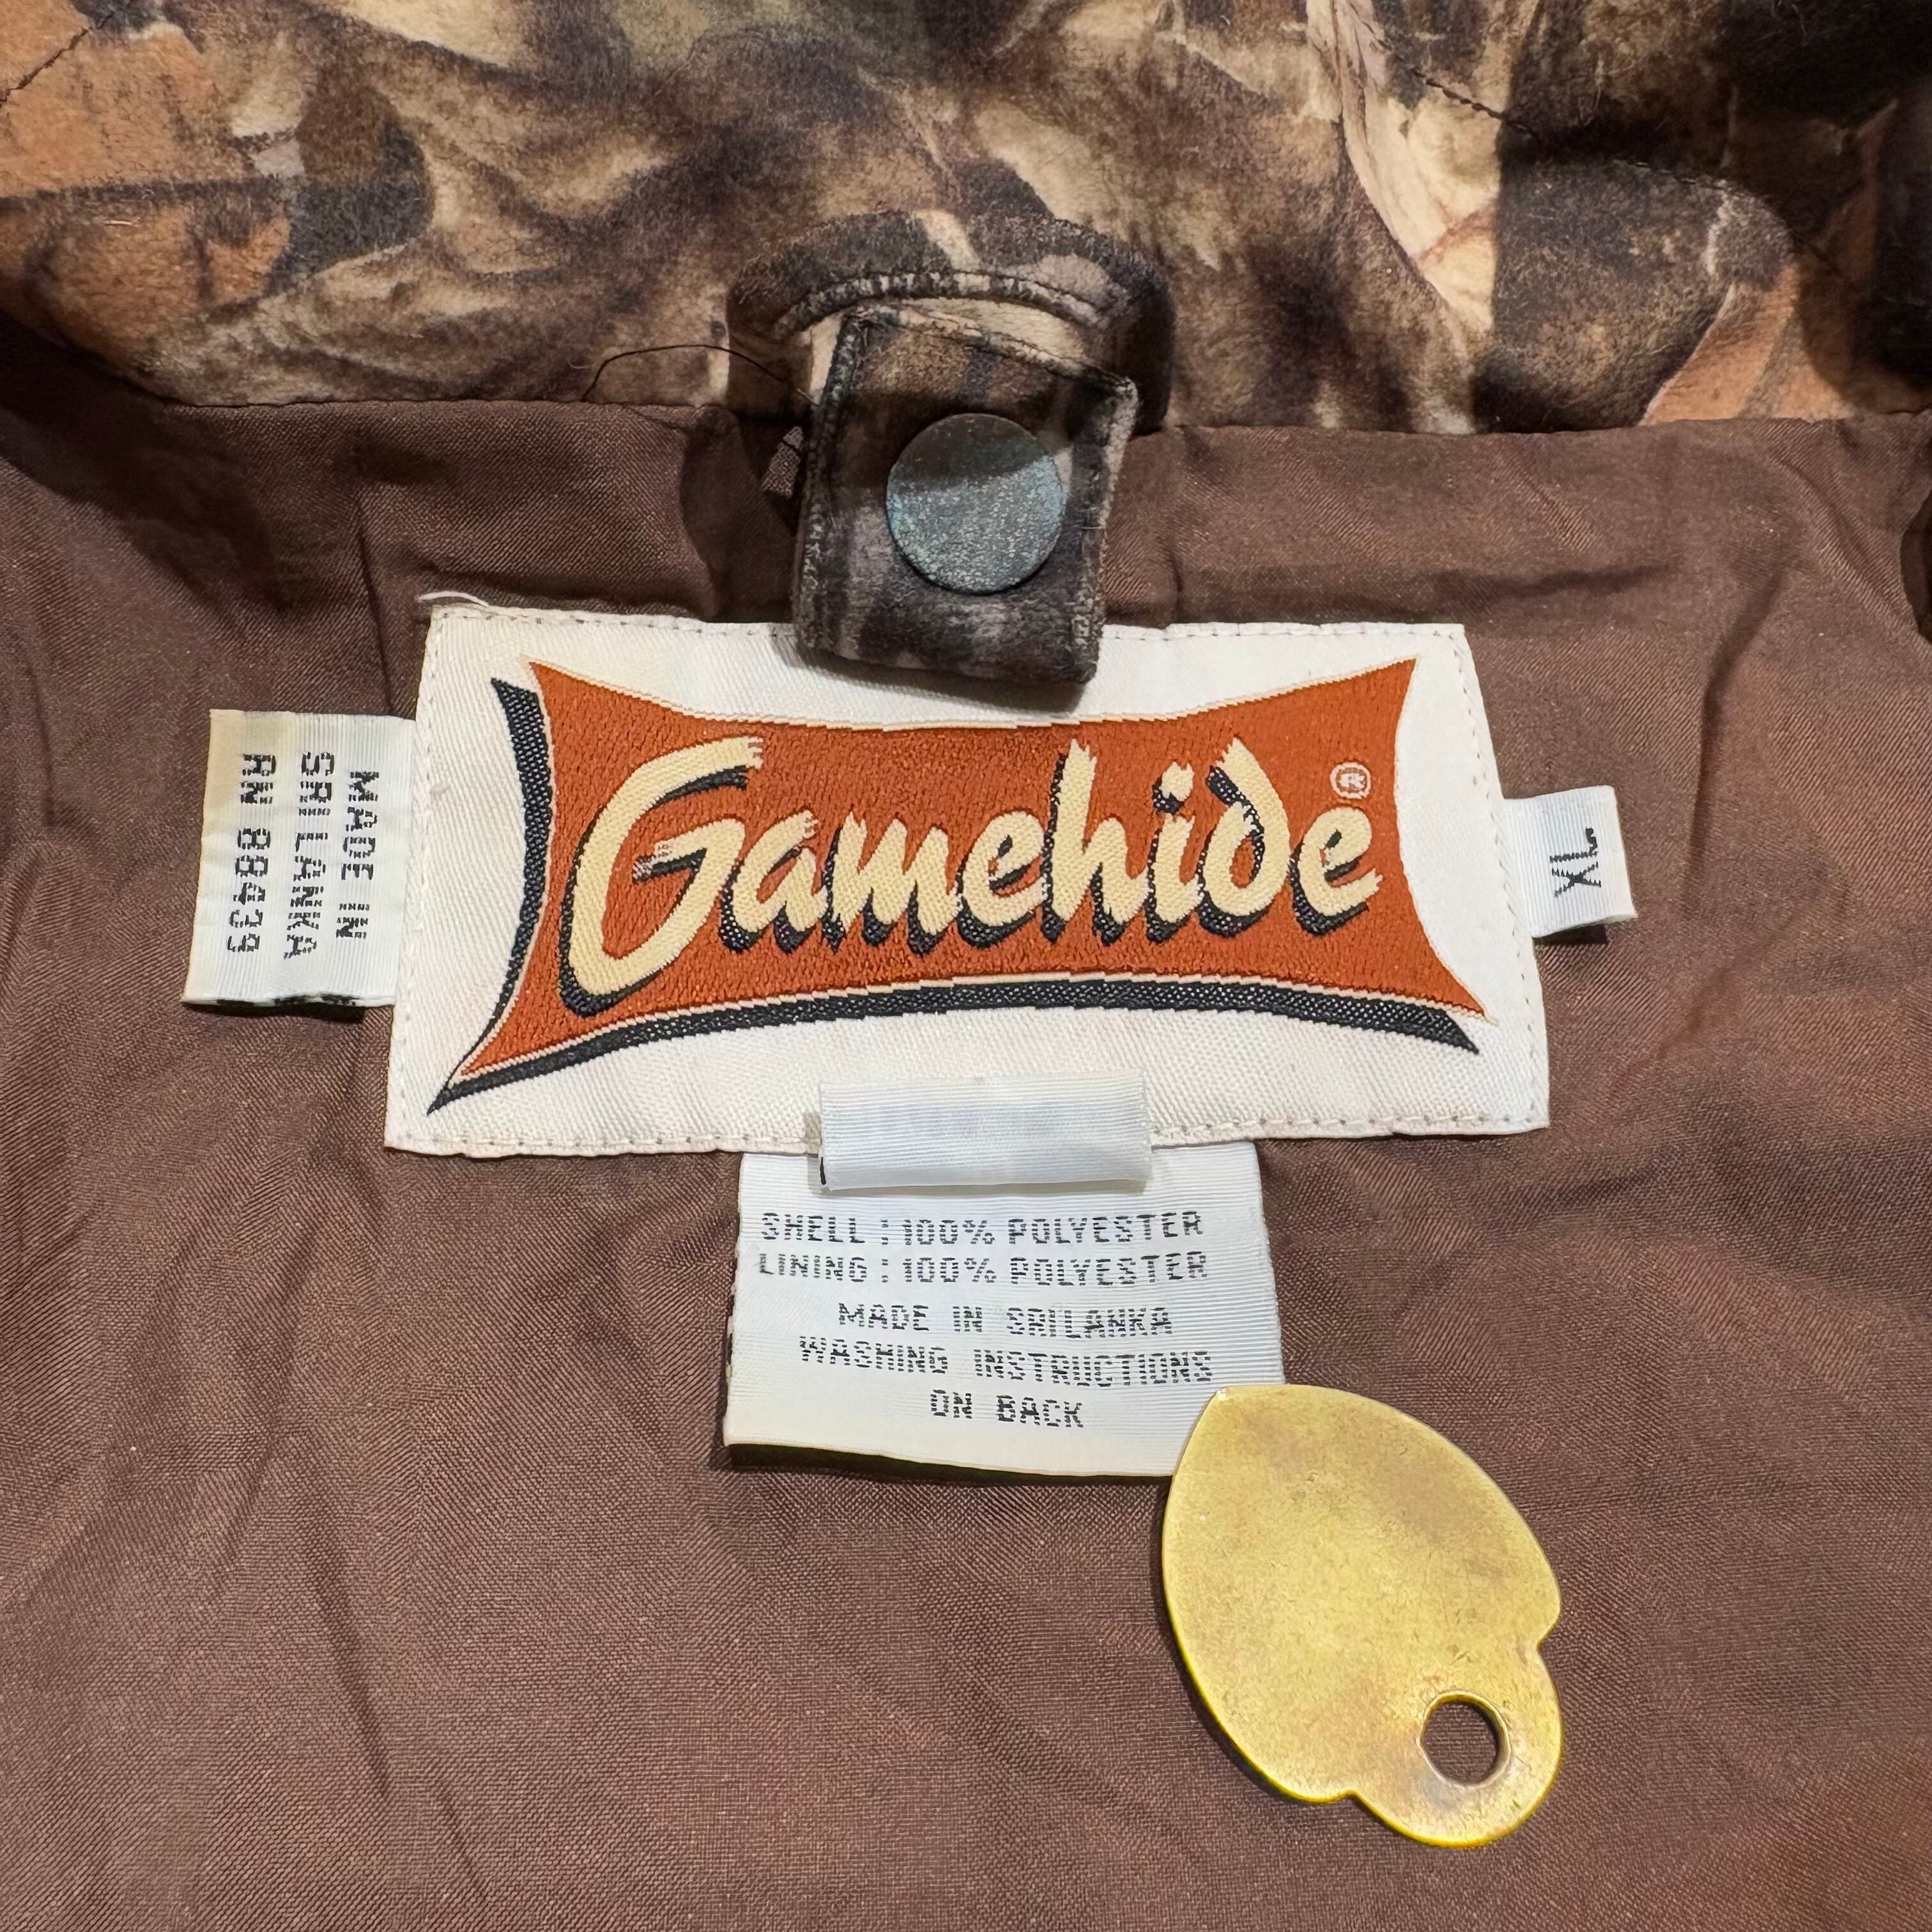 MADE IN
SRI LANKA
RN 88439
Gamehide®
XL
SHELL : 100% POLYESTER
LINING : 100% POLYESTER
MADE IN SRILANKA
WASHING INSTRUCTIONS
ON BACK